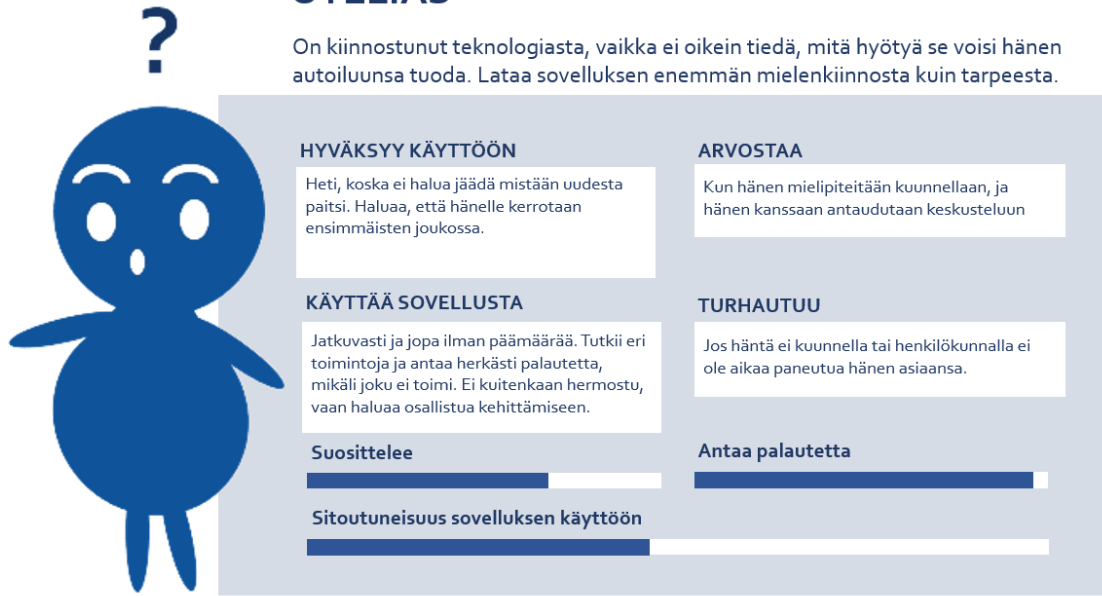 ?
UTELIAS
On kiinnostunut teknologiasta, vaikka ei oikein tiedä, mitä hyötyä se voisi hänen
autoiluunsa tuoda. Lataa sovelluksen enemmän mielenkiinnosta kuin tarpeesta.
HYVÄKSYY KÄYTTÖÖN
Heti, koska ei halua jäädä mistään uudesta
paitsi. Haluaa, että hänelle kerrotaan
ensimmäisten joukossa.
ARVOSTAA
Kun hänen mielipiteitään kuunnellaan, ja
hänen kanssaan antaudutaan keskusteluun
KÄYTTÄÄ SOVELLUSTA
Jatkuvasti ja jopa ilman päämäärää. Tutkii eri
toimintoja ja antaa herkästi palautetta,
mikäli joku ei toimi. Ei kuitenkaan hermostu,
vaan haluaa osallistua kehittämiseen.
TURHAUTUU
Jos häntä ei kuunnella tai henkilökunnalla ei
ole aikaa paneutua hänen asiaansa.
Suosittelee
Antaa palautetta
Sitoutuneisuus sovelluksen käyttöön